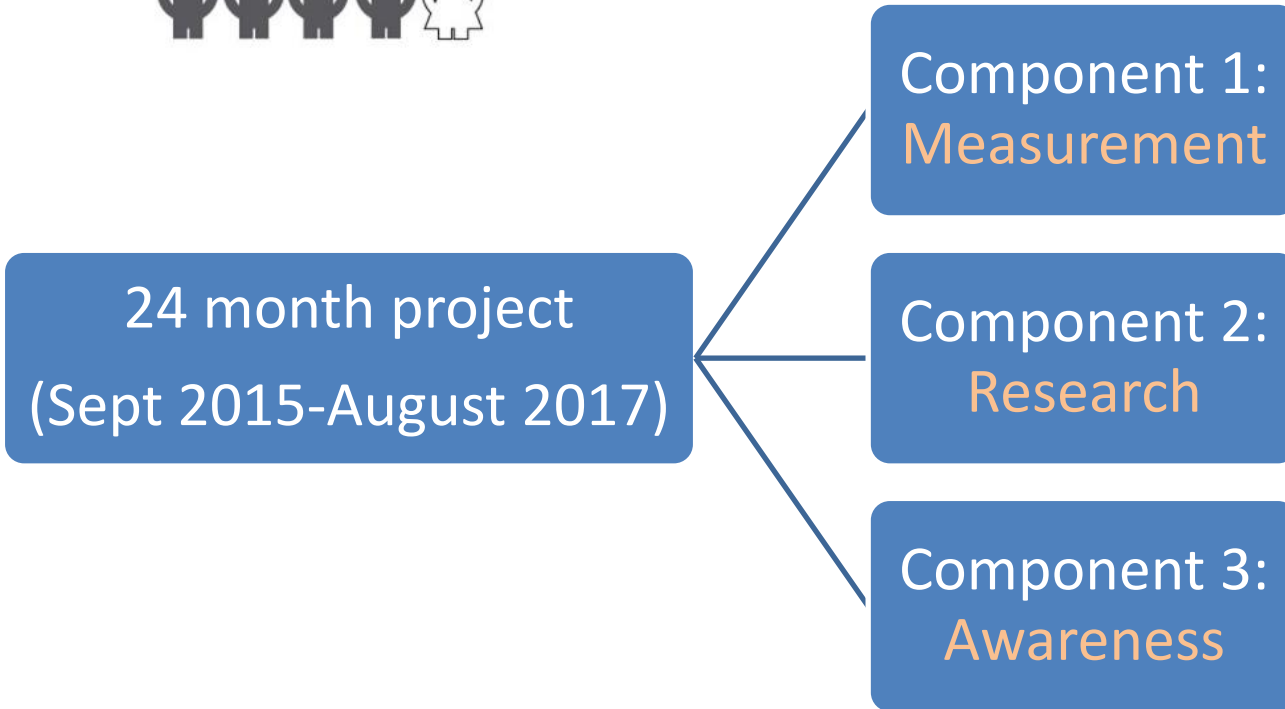 24 month project
(Sept 2015-August 2017)
Component 1:
Measurement
Component 2:
Research
Component 3:
Awareness